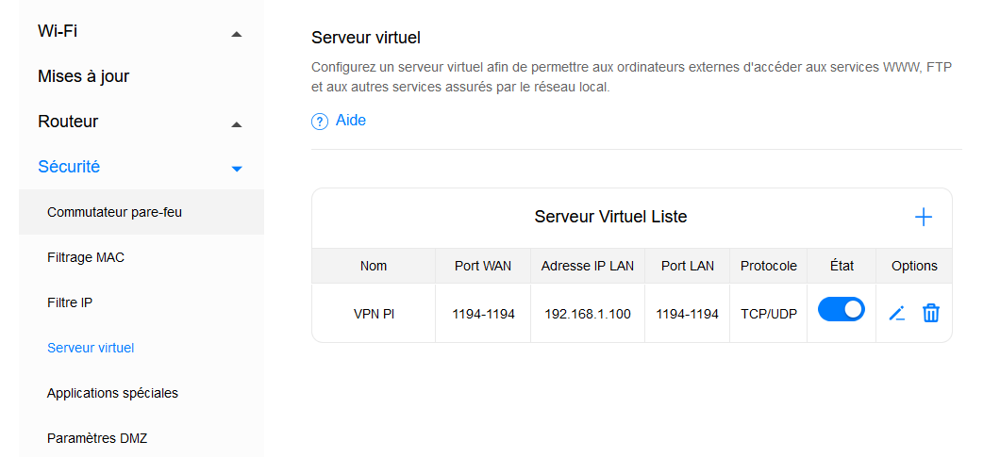 Wi-Fi
Mises à jour
Routeur
Sécurité
Commutateur pare-feu
Filtrage MAC
Filtre IP
Serveur virtuel
Applications spéciales
Paramètres DMZ
Serveur virtuel
Configurez un serveur virtuel afin de permettre aux ordinateurs externes d'accéder aux services WWW, FTP
et aux autres services assurés par le réseau local.
? Aide
Serveur Virtuel Liste
Nom Port WAN Adresse IP LAN Port LAN Protocole État Options
VPN PI 1194-1194 192.168.1.100 1194-1194 TCP/UDP